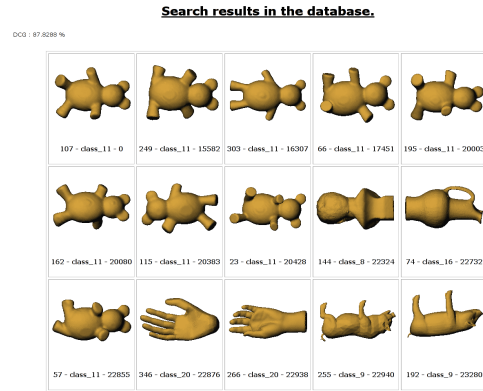 Search results in the database.
DCG : 87.8288 %
107 - class_11 - 0
249 - class_11 - 15582
303 - class_11 - 16307
66 - class_11 - 17451
195 - class_11 - 20003
162 - class_11 - 20080
115 - class_11 - 20383
23 - class_11 - 20428
144 - class_8 - 22324
74 - class_16 - 22732
57 - class_11 - 22855
346 - class_20 - 22876
266 - class_20 - 22938
255 - class_9 - 22940
192 - class_9 - 23280